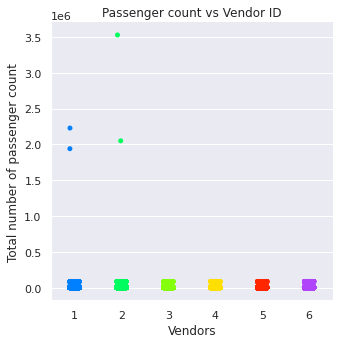 Passenger count vs Vendor ID
1e6
3.5
3.0
2.5
2.0
1.5
1.0
0.5
0.0
Total number of passenger count
1 2 3 4 5 6
Vendors